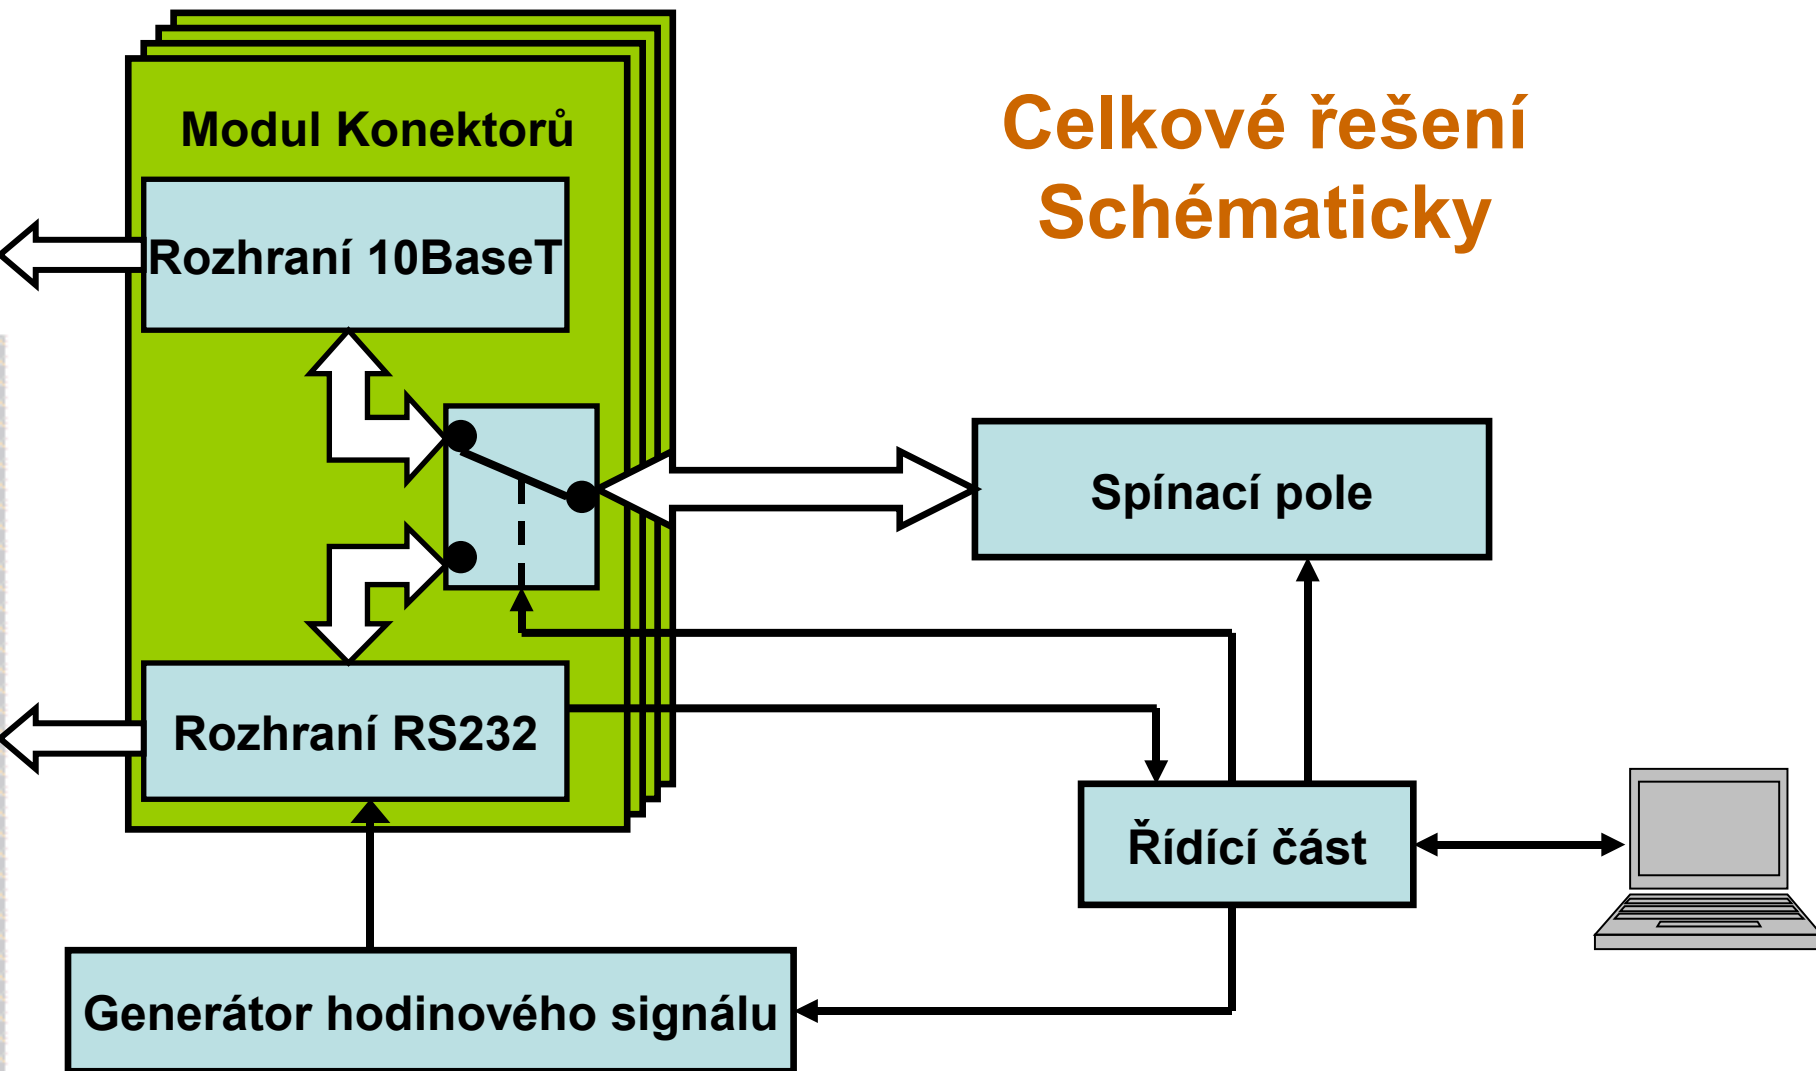 Celkové řešení
Schématicky
Modul Konektorů
Rozhraní 10BaseT
Spínací pole
Rozhraní RS232
Řídící část
Generátor hodinového signálu